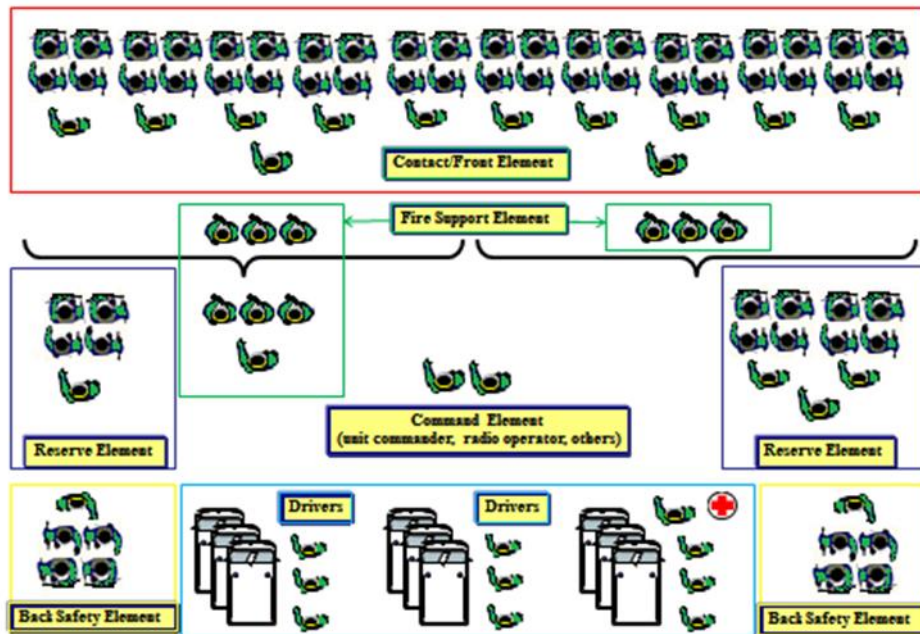 Contact/Front Element
Fire Support Element
Command Element
(unit commander, radio operator, others)
Reserve Element
Reserve Element
Drivers
Drivers
Back Safety Element
Back Safety Element